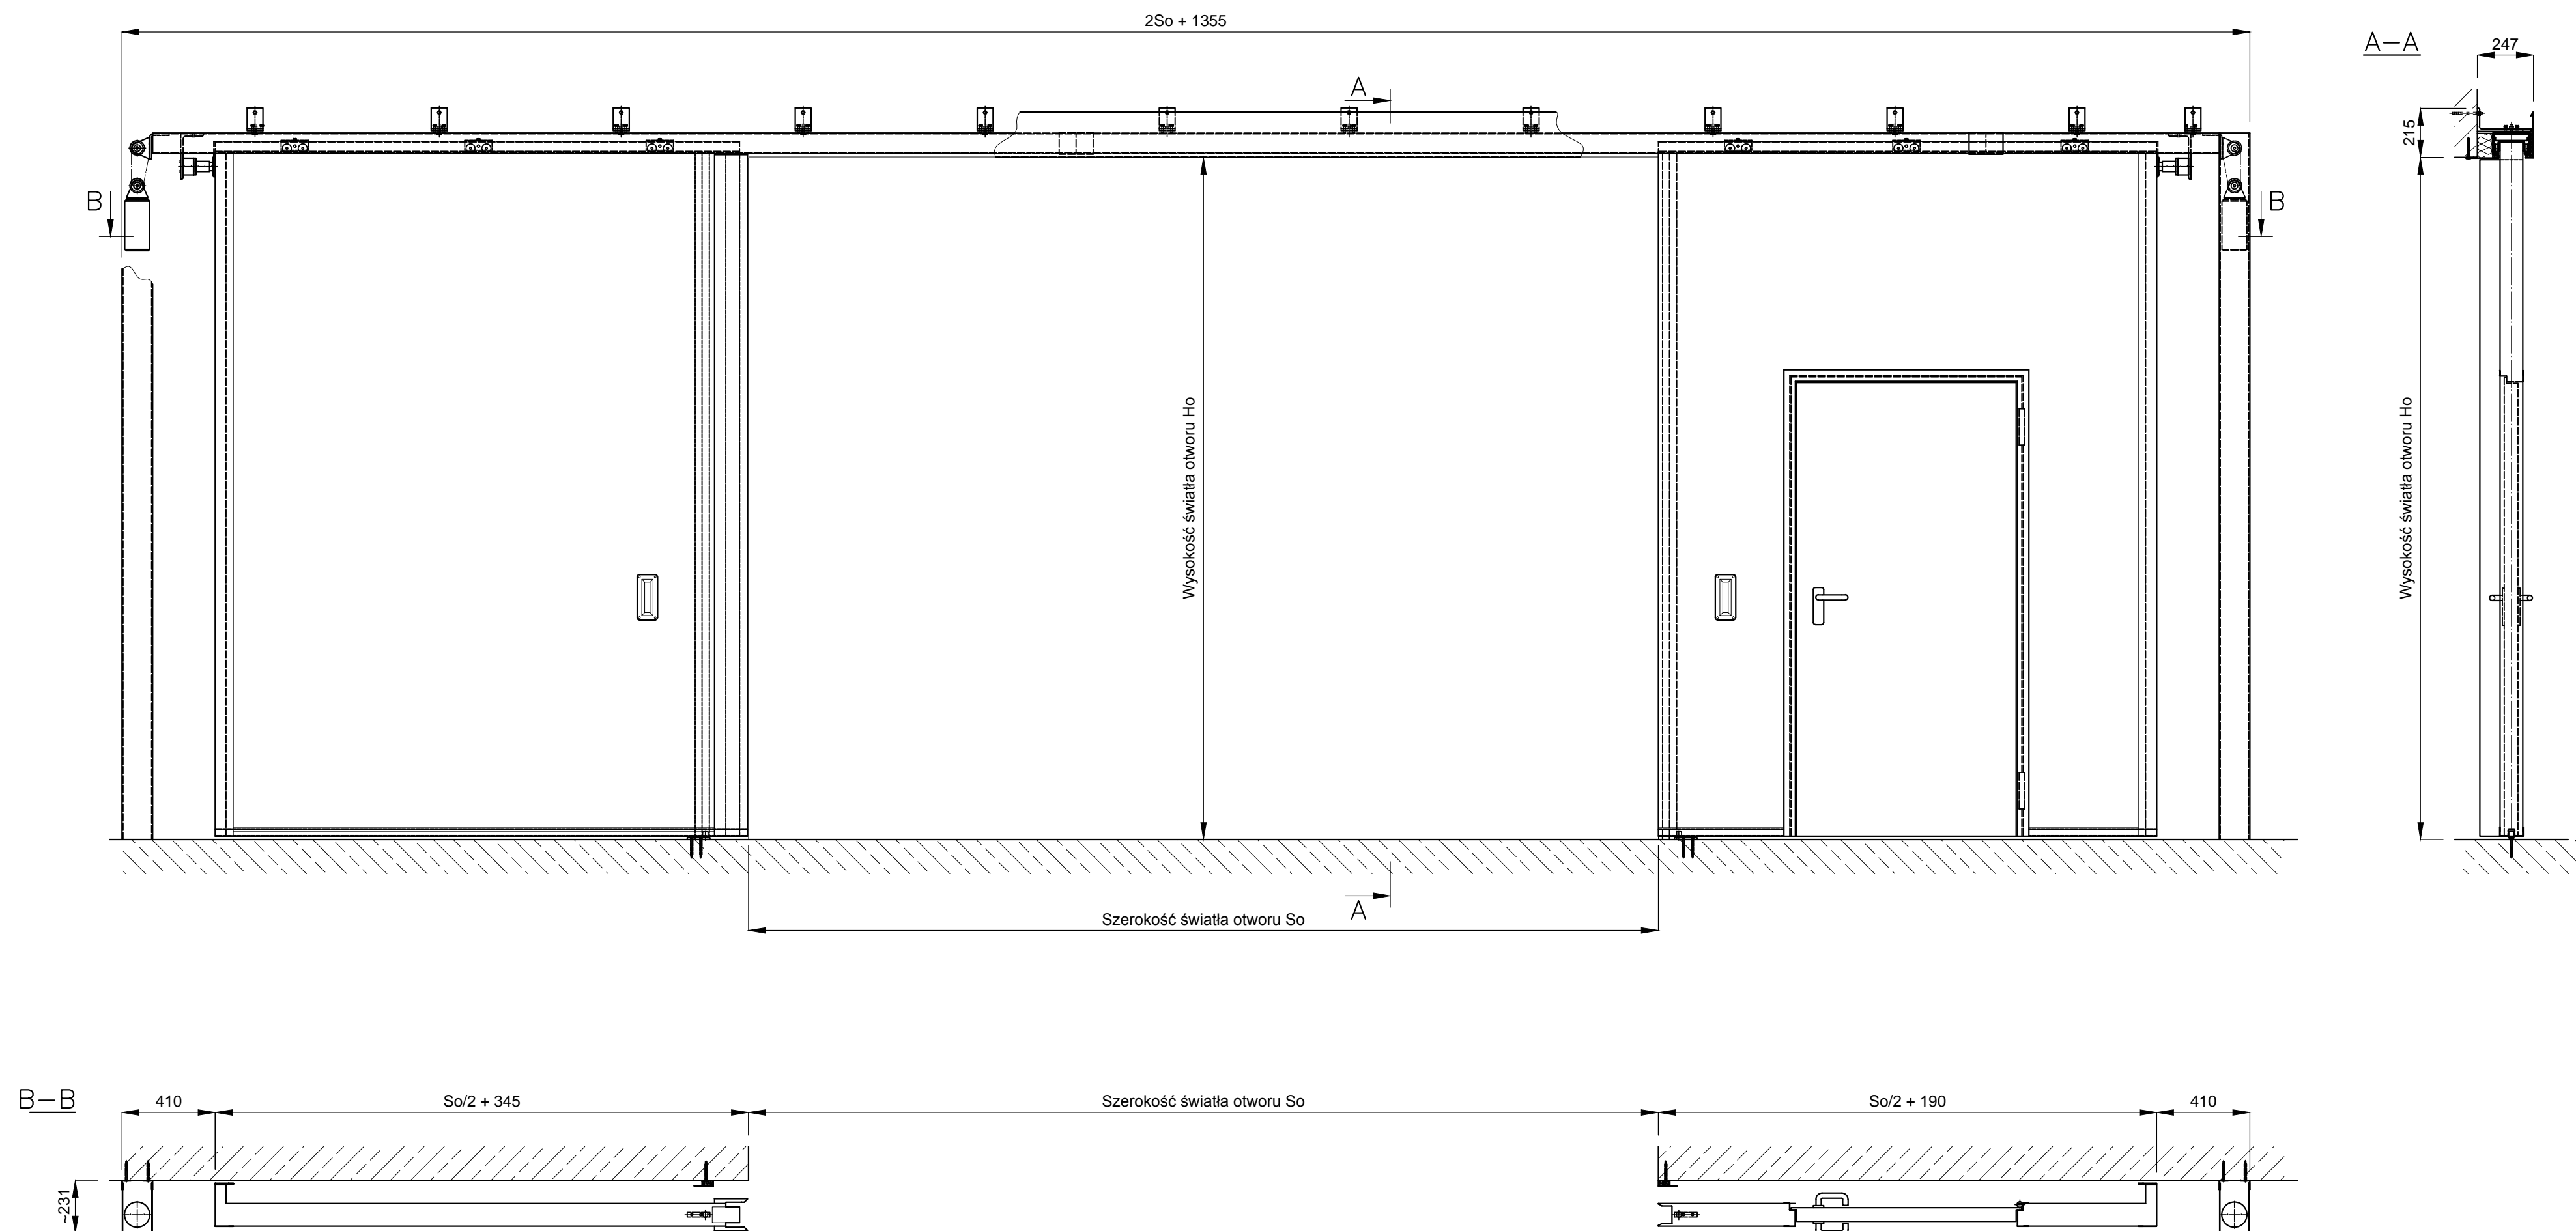 2So + 1355
A-A
247
A
215
B
B
Wysokość światła otworu Ho
Wysokość światła otworu Ho
A
Szerokość światła otworu So
B-B
410
So/2 + 345
Szerokość światła otworu So
So/2 + 190
410
~231